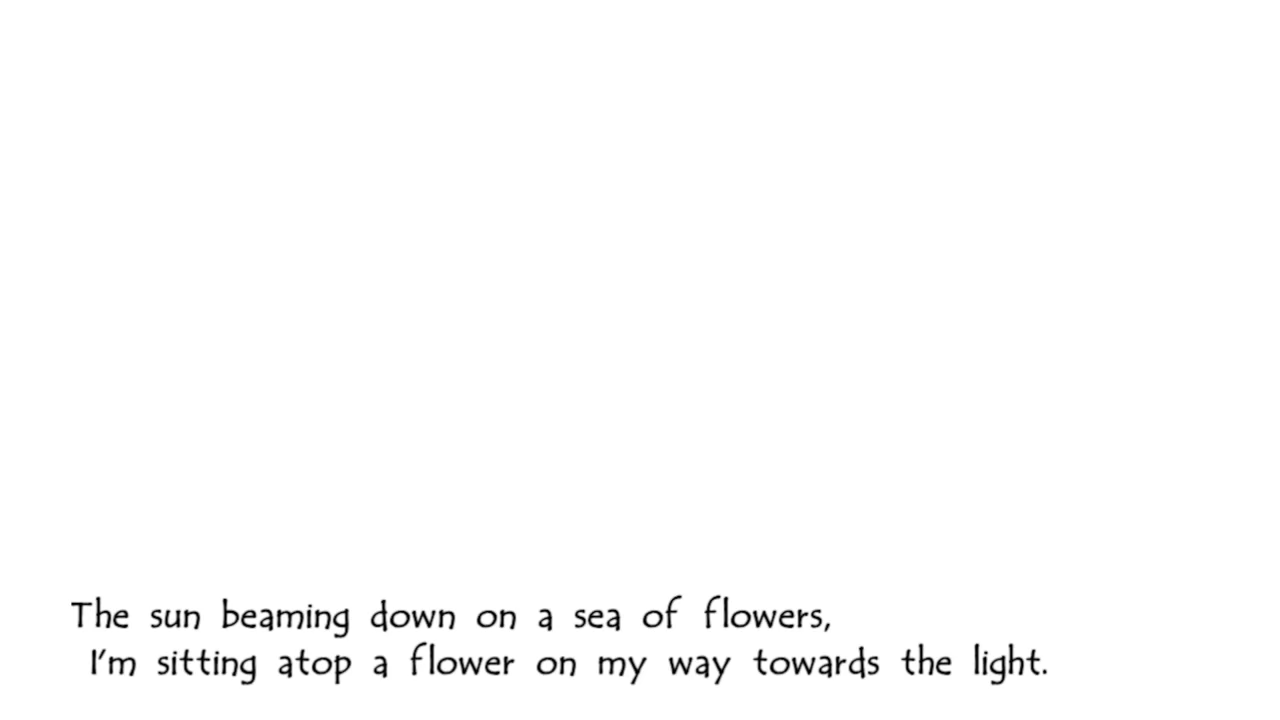 The sun beaming down on a sea of flowers,
I'm sitting atop a flower on my way towards the light.